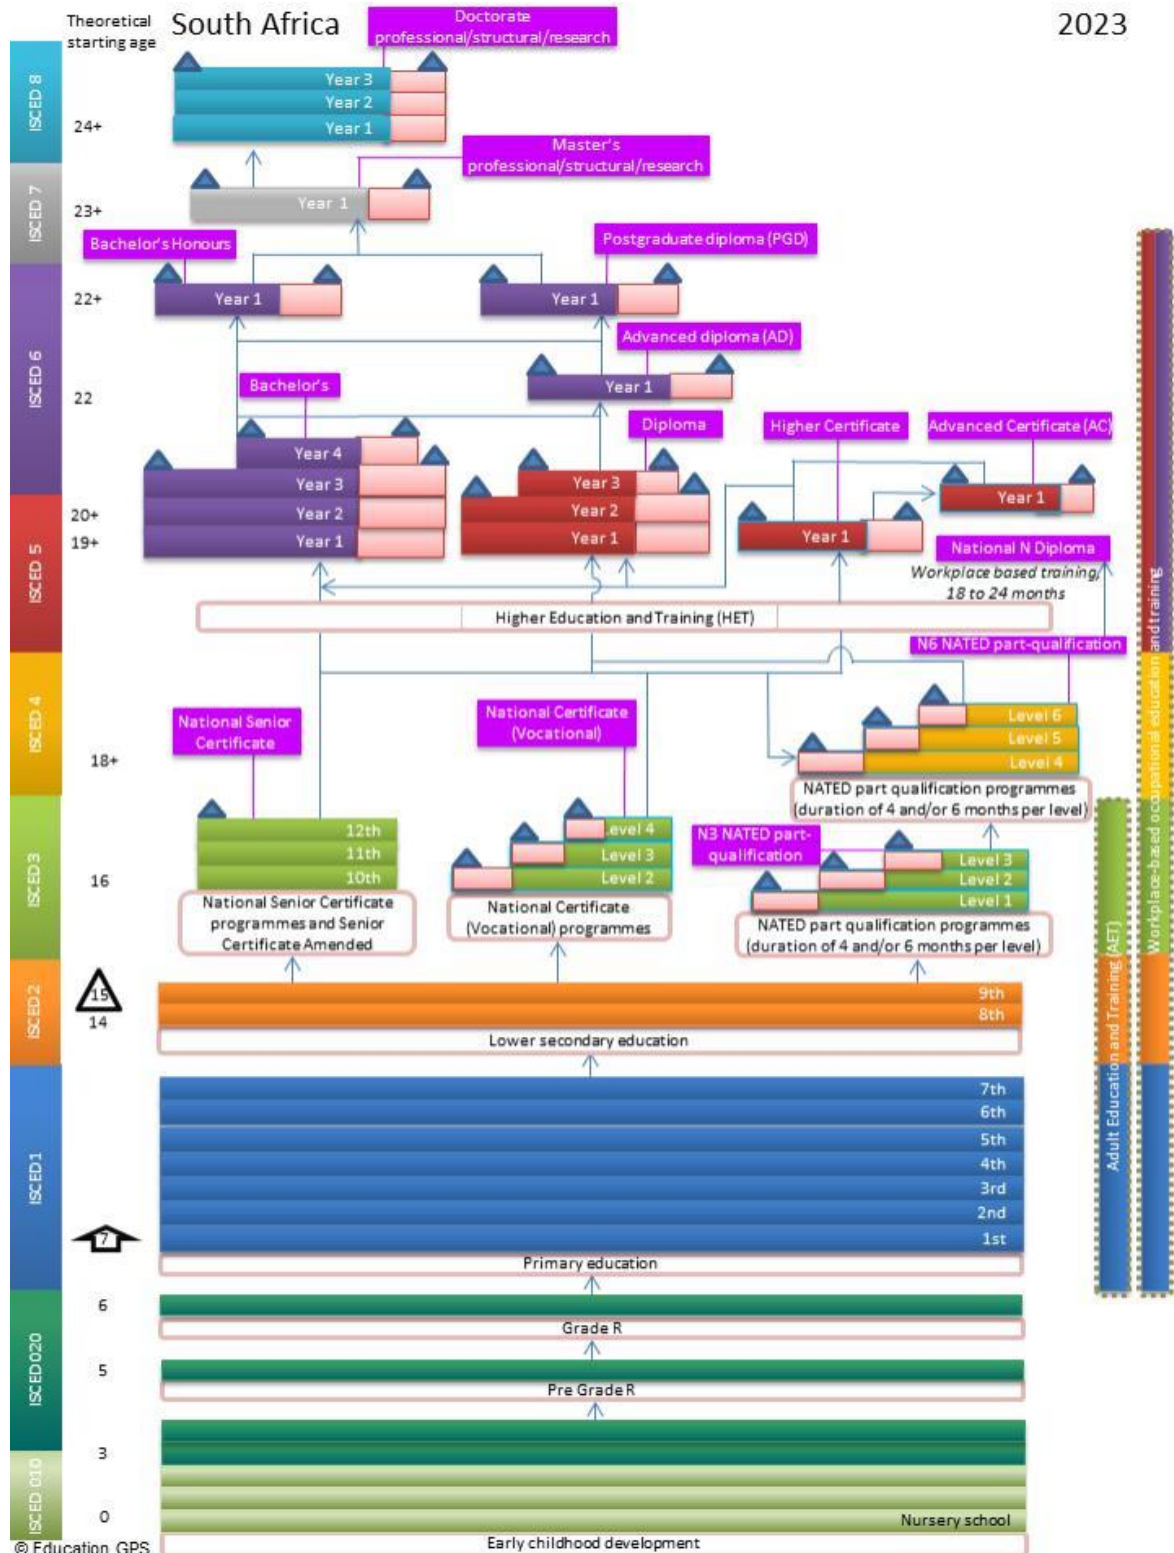 Theoretical
starting age
South Africa
2023
Doctorate
professional/structural/research
ISCED 8
Year 3
Year 2
24+
Year 1
Master's
professional/structural/research
ISCED 7
23+
Year 1
Bachelor's Honours
Postgraduate diploma (PGD)
22+
Year 1
Year 1
ISCED 6
Advanced diploma (AD)
Year 1
22
Bachelor's
Diploma
Higher Certificate
Advanced Certificate (AC)
Year 4
Year 3
Year 3
Year 1
20+
Year 2
Year 2
19+
Year 1
Year 1
Year 1
ISCED 5
National N Diploma
Workplace based training,
18 to 24 months
Higher Education and Training (HET)
N6 NATED part-qualification
ISCED 4
National Senior
Certificate
National Certificate
(Vocational)
Level 6
Level 5
18+
Level 4
NATED part qualification programmes
(duration of 4 and/or 6 months per level)
ISCED3
12th
11th
10th
Level 4
Level 3
Level 2
N3 NATED part-
qualification
Level 3
Level 2
Level 1
16
National Senior Certificate
programmes and Senior
Certificate Amended
National Certificate
(Vocational) programmes
NATED part qualification programmes
(duration of 4 and/or 6 months per level)
Workplace-based occupational education and training
Adult Education and Training (AET)
ISCED2
15
9th
14
8th
Lower secondary education
ISCED1
7th
6th
5th
4th
3rd
2nd
7
1st
Primary education
ISCED020
6
Grade R
5
Pre Grade R
3
ISCED 010
0
Nursery school
Early childhood development
© Education GPS